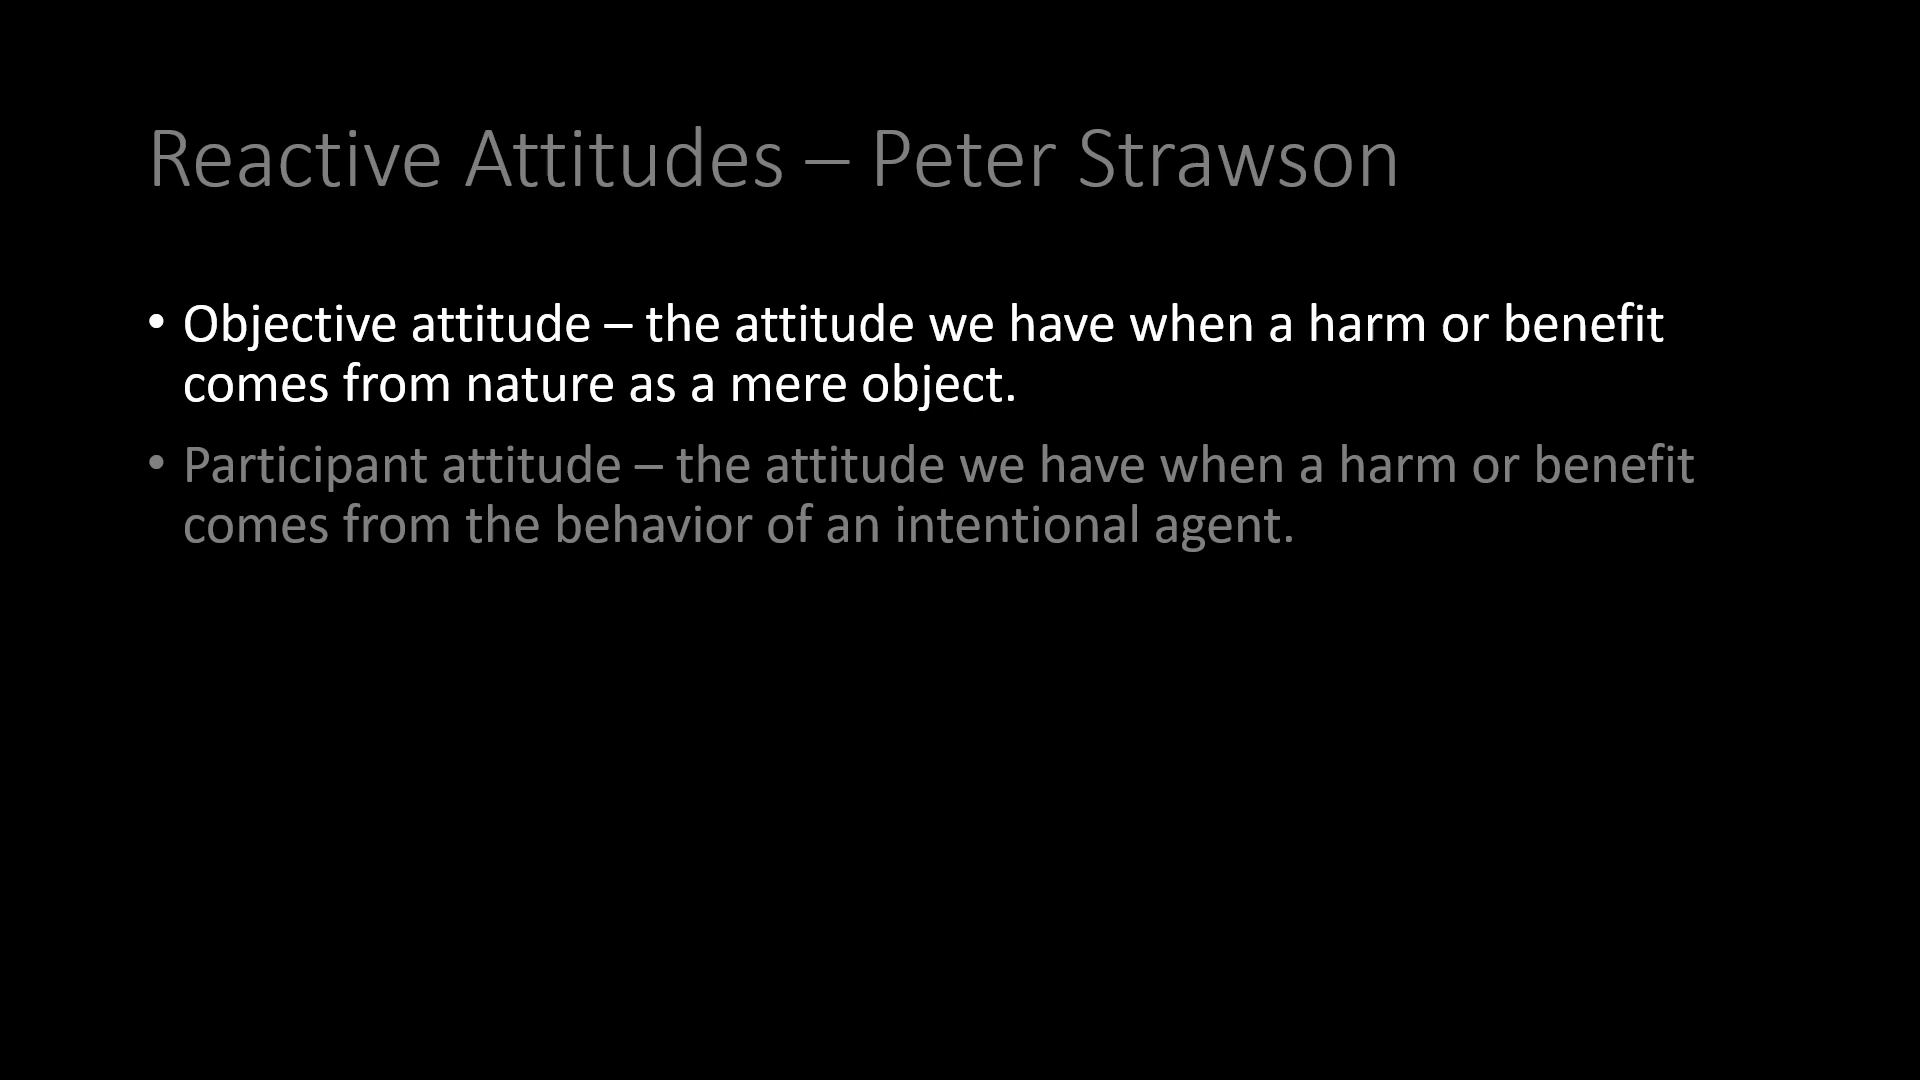 Reactive Attitudes – Peter Strawson
• Objective attitude – the attitude we have when a harm or benefit
comes from nature as a mere object.
• Participant attitude – the attitude we have when a harm or benefit
comes from the behavior of an intentional agent.